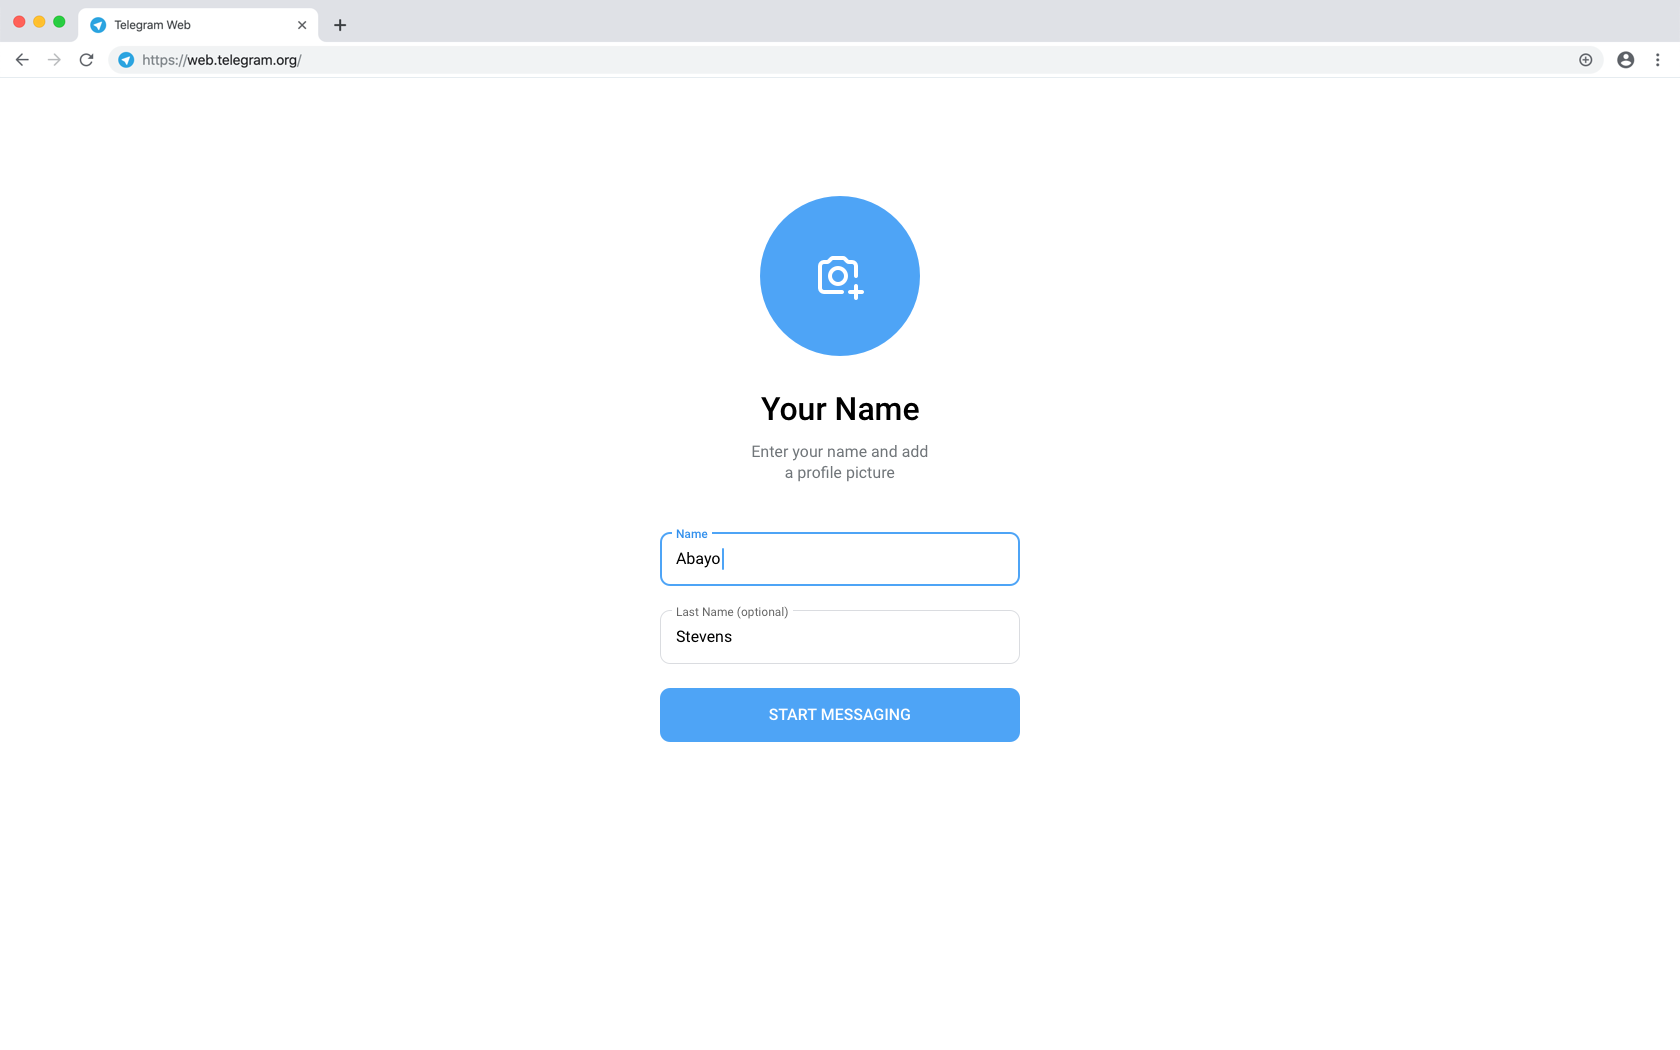 Telegram Web
https://web.telegram.org/
Your Name
Enter your name and add
a profile picture
Name
Abayo
Last Name (optional)
Stevens
START MESSAGING